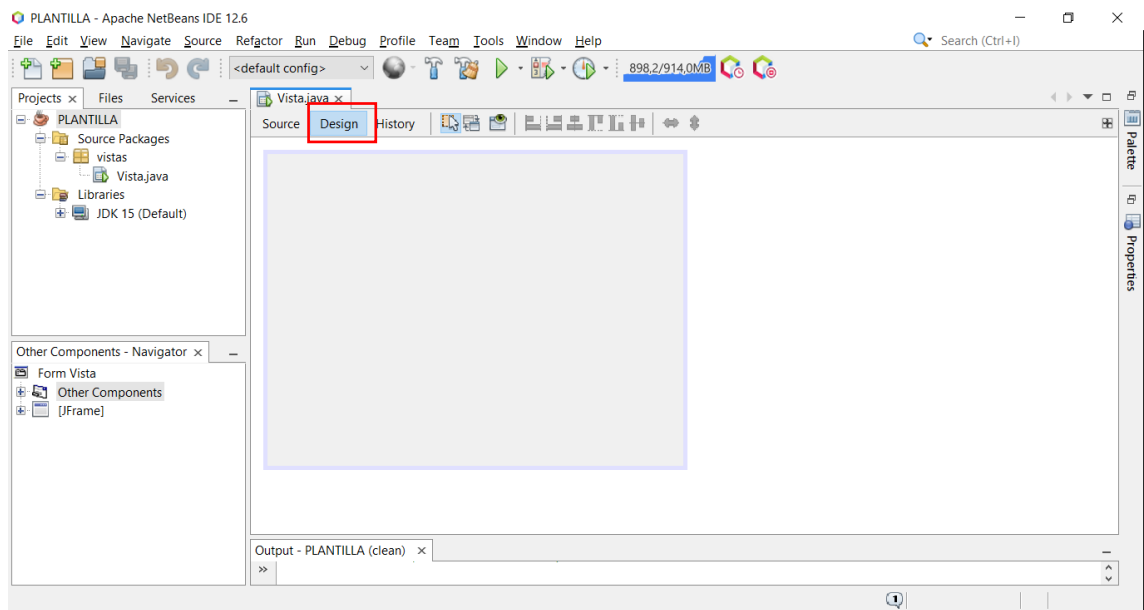 PLANTILLA - Apache NetBeans IDE 12.6
File Edit View Navigate Source Refactor Run Debug Profile Team Tools Window Help
Search (Ctrl+I)
<default config>
898,2/914,0MB
Projects Files Services
Vista.java
PLANTILLA
Source Packages
vistas
Vista.java
Libraries
JDK 15 (Default)
Source Design History
Palette
Properties
Other Components - Navigator
Form Vista
Other Components
[JFrame]
Output - PLANTILLA (clean)
1